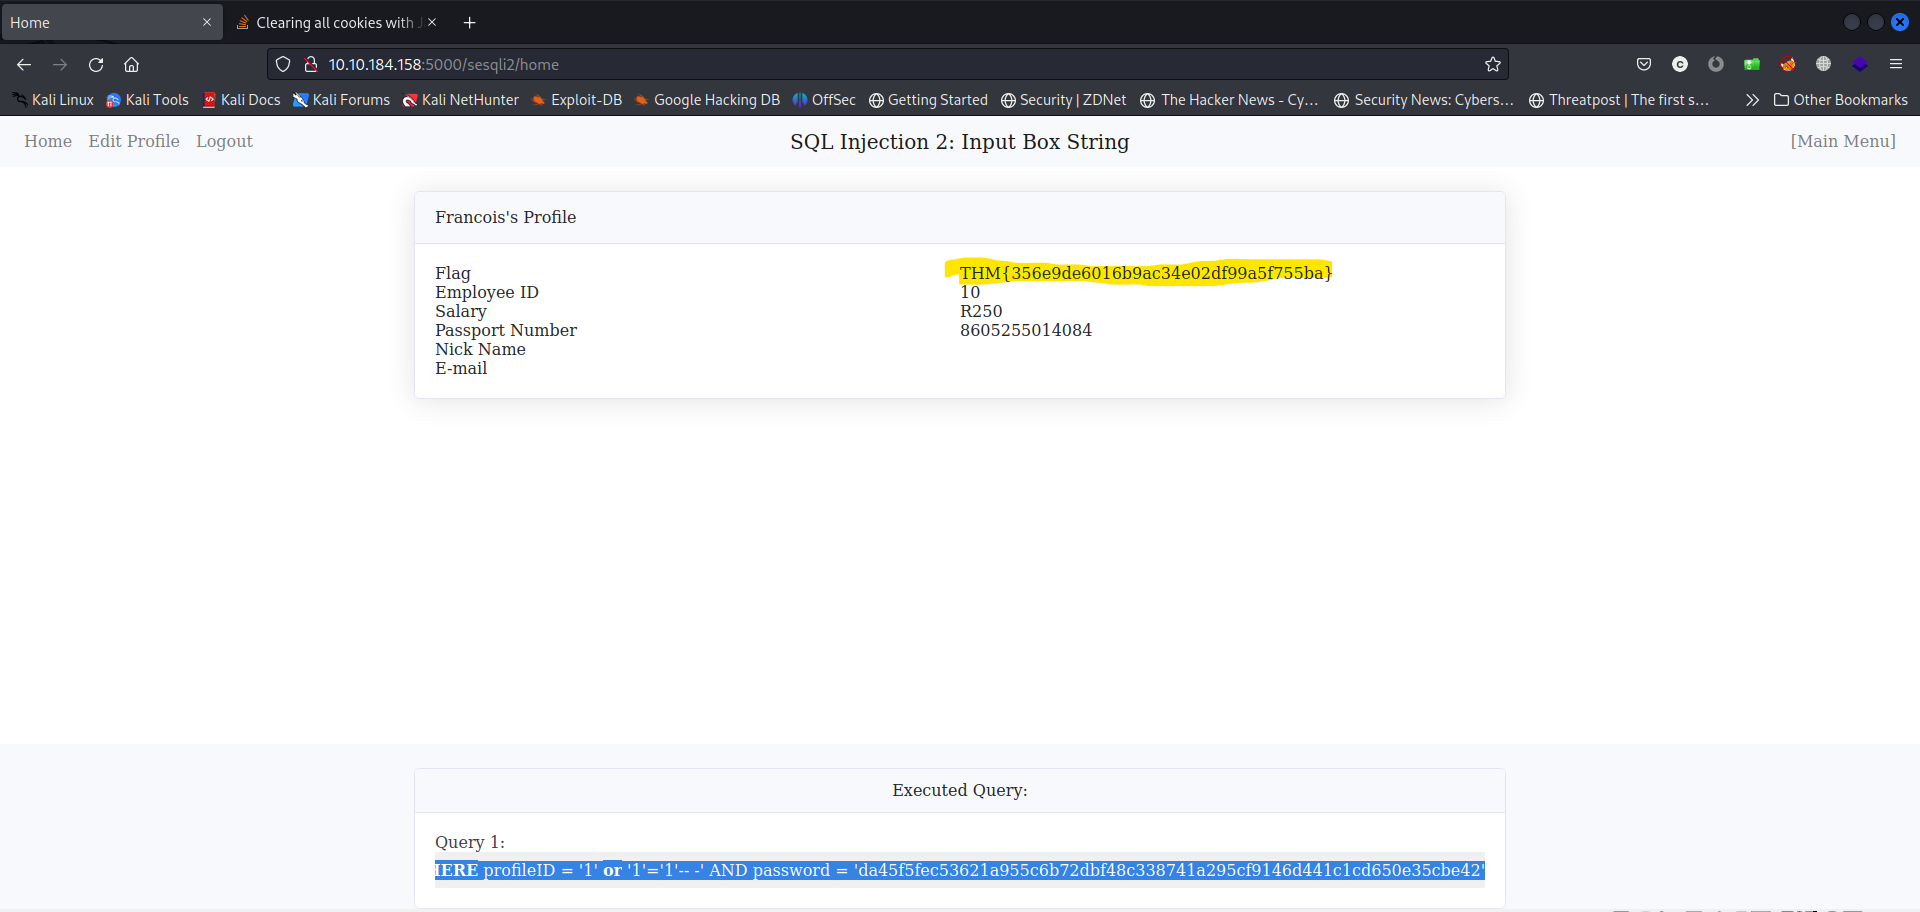 Home
Clearing all cookies with J
10.10.184.158:5000/sesqli2/home
Kali Linux Kali Tools Kali Docs Kali Forums Kali NetHunter Exploit-DB Google Hacking DB OffSec Getting Started Security | ZDNet The Hacker News - Cy... Security News: Cybers... Threatpost | The first s... Other Bookmarks
Home Edit Profile Logout SQL Injection 2: Input Box String [Main Menu]
Francois's Profile
Flag THM{356e9de6016b9ac34e02df99a5f755ba}
Employee ID 10
Salary R250
Passport Number 8605255014084
Nick Name
E-mail
Executed Query:
Query 1:
HERE profileID = '1' or '1'='1'-- -' AND password = 'da45f5fec53621a955c6b72dbf48c338741a295cf9146d441c1cd650e35cbe42'